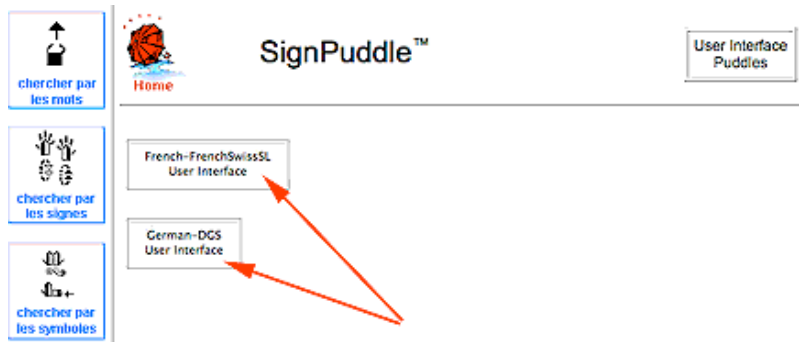 chercher par
les mots
chercher par
les signes
chercher par
les symboles
Home
SignPuddle™
User Interface
Puddles
French-FrenchSwissSL
User Interface
German-DGS
User Interface